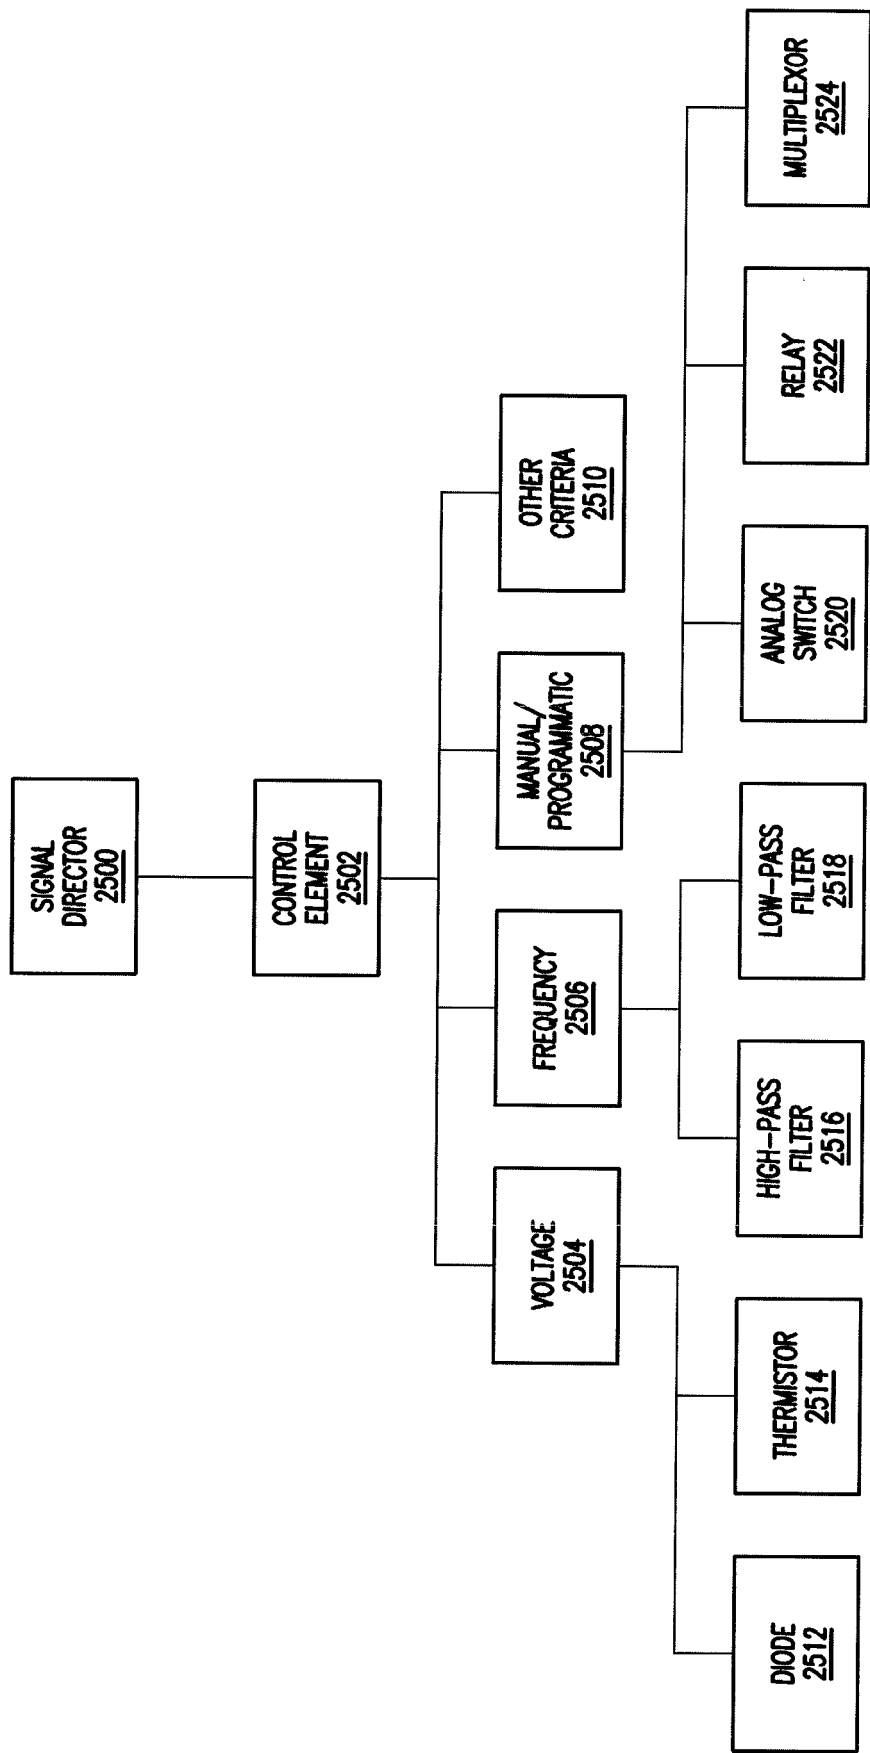 SIGNAL
DIRECTOR
2500
CONTROL
ELEMENT
2502
VOLTAGE
2504
FREQUENCY
2506
MANUAL/
PROGRAMMATIC
2508
OTHER
CRITERIA
2510
DIODE
2512
THERMISTOR
2514
HIGH-PASS
FILTER
2516
LOW-PASS
FILTER
2518
ANALOG
SWITCH
2520
RELAY
2522
MULTIPLEXOR
2524